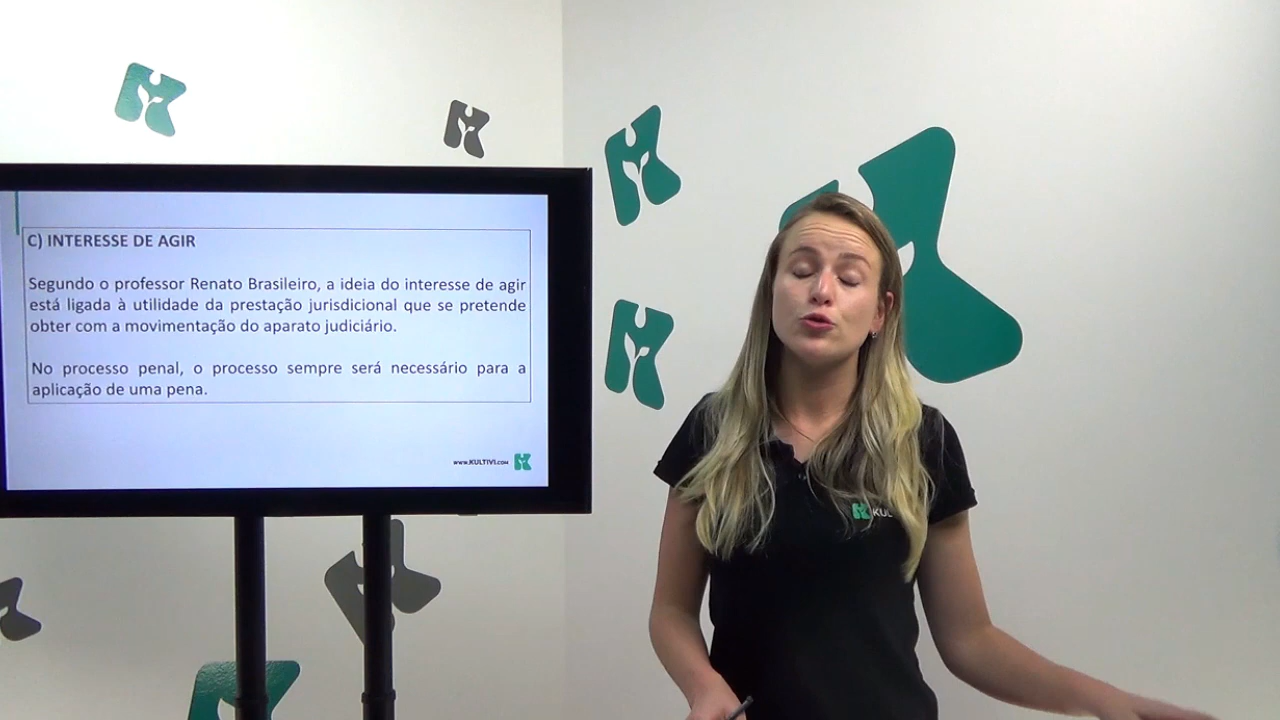 C) INTERESSE DE AGIR
Segundo o professor Renato Brasileiro, a ideia do interesse de agir
está ligada à utilidade da prestação jurisdicional que se pretende
obter com a movimentação do aparato judiciário.
No processo penal, o processo sempre será necessário para a
aplicação de uma pena.
www.KULTIVI.com